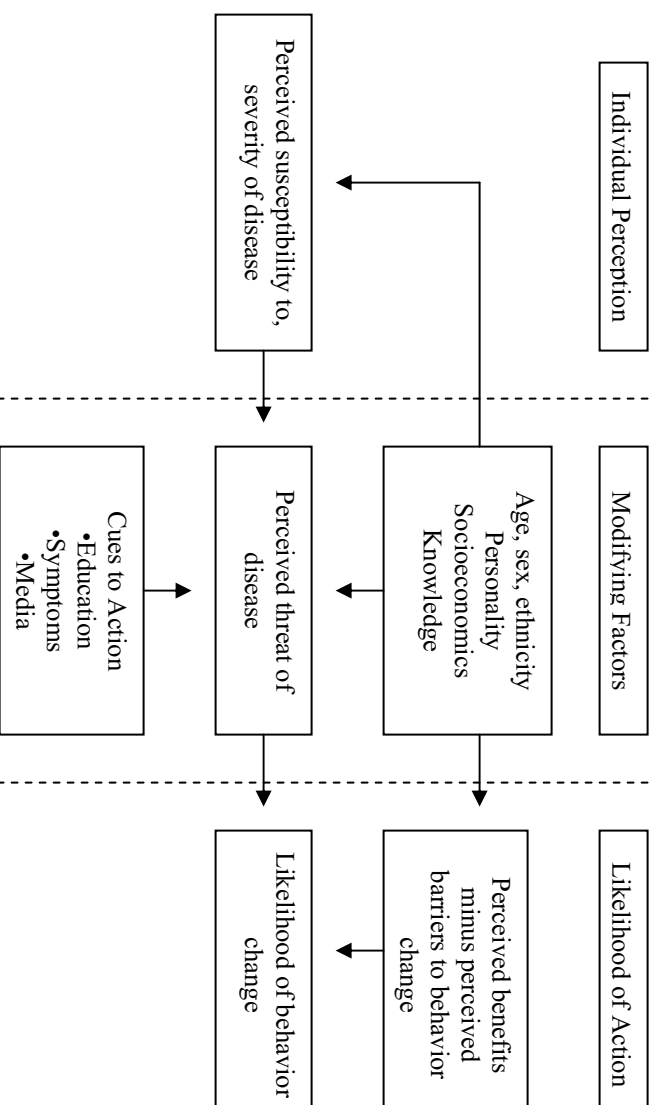 Individual Perception
Modifying Factors
Likelihood of Action
Age, sex, ethnicity
Personality
Socioeconomics
Knowledge
Perceived benefits
minus perceived
barriers to behavior
change
Perceived susceptibility to,
severity of disease
Perceived threat of
disease
Likelihood of behavior
change
Cues to Action
•Education
•Symptoms
•Media